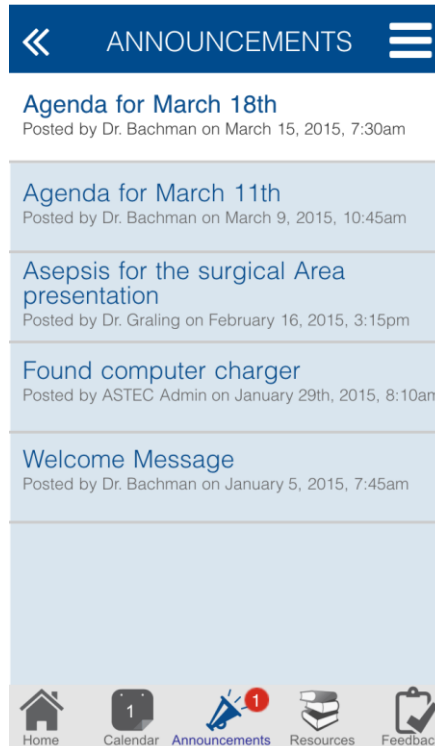 ANNOUNCEMENTS
Agenda for March 18th
Posted by Dr. Bachman on March 15, 2015, 7:30am
Agenda for March 11th
Posted by Dr. Bachman on March 9, 2015, 10:45am
Asepsis for the surgical Area
presentation
Posted by Dr. Graling on February 16, 2015, 3:15pm
Found computer charger
Posted by ASTEC Admin on January 29th, 2015, 8:10am
Welcome Message
Posted by Dr. Bachman on January 5, 2015, 7:45am
1 1
Home Calendar Announcements Resources Feedback